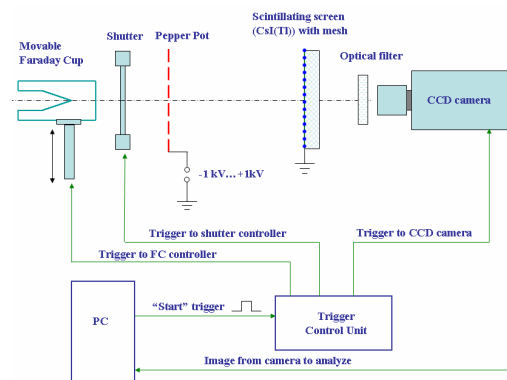 Scintillating screen
(CsI(Tl)) with mesh
Shutter
Pepper Pot
Optical filter
Movable
Faraday Cup
CCD camera
-1 kV...+1kV
Trigger to shutter controller
Trigger to CCD camera
Trigger to FC controller
"Start" trigger
PC
Trigger
Control Unit
Image from camera to analyze